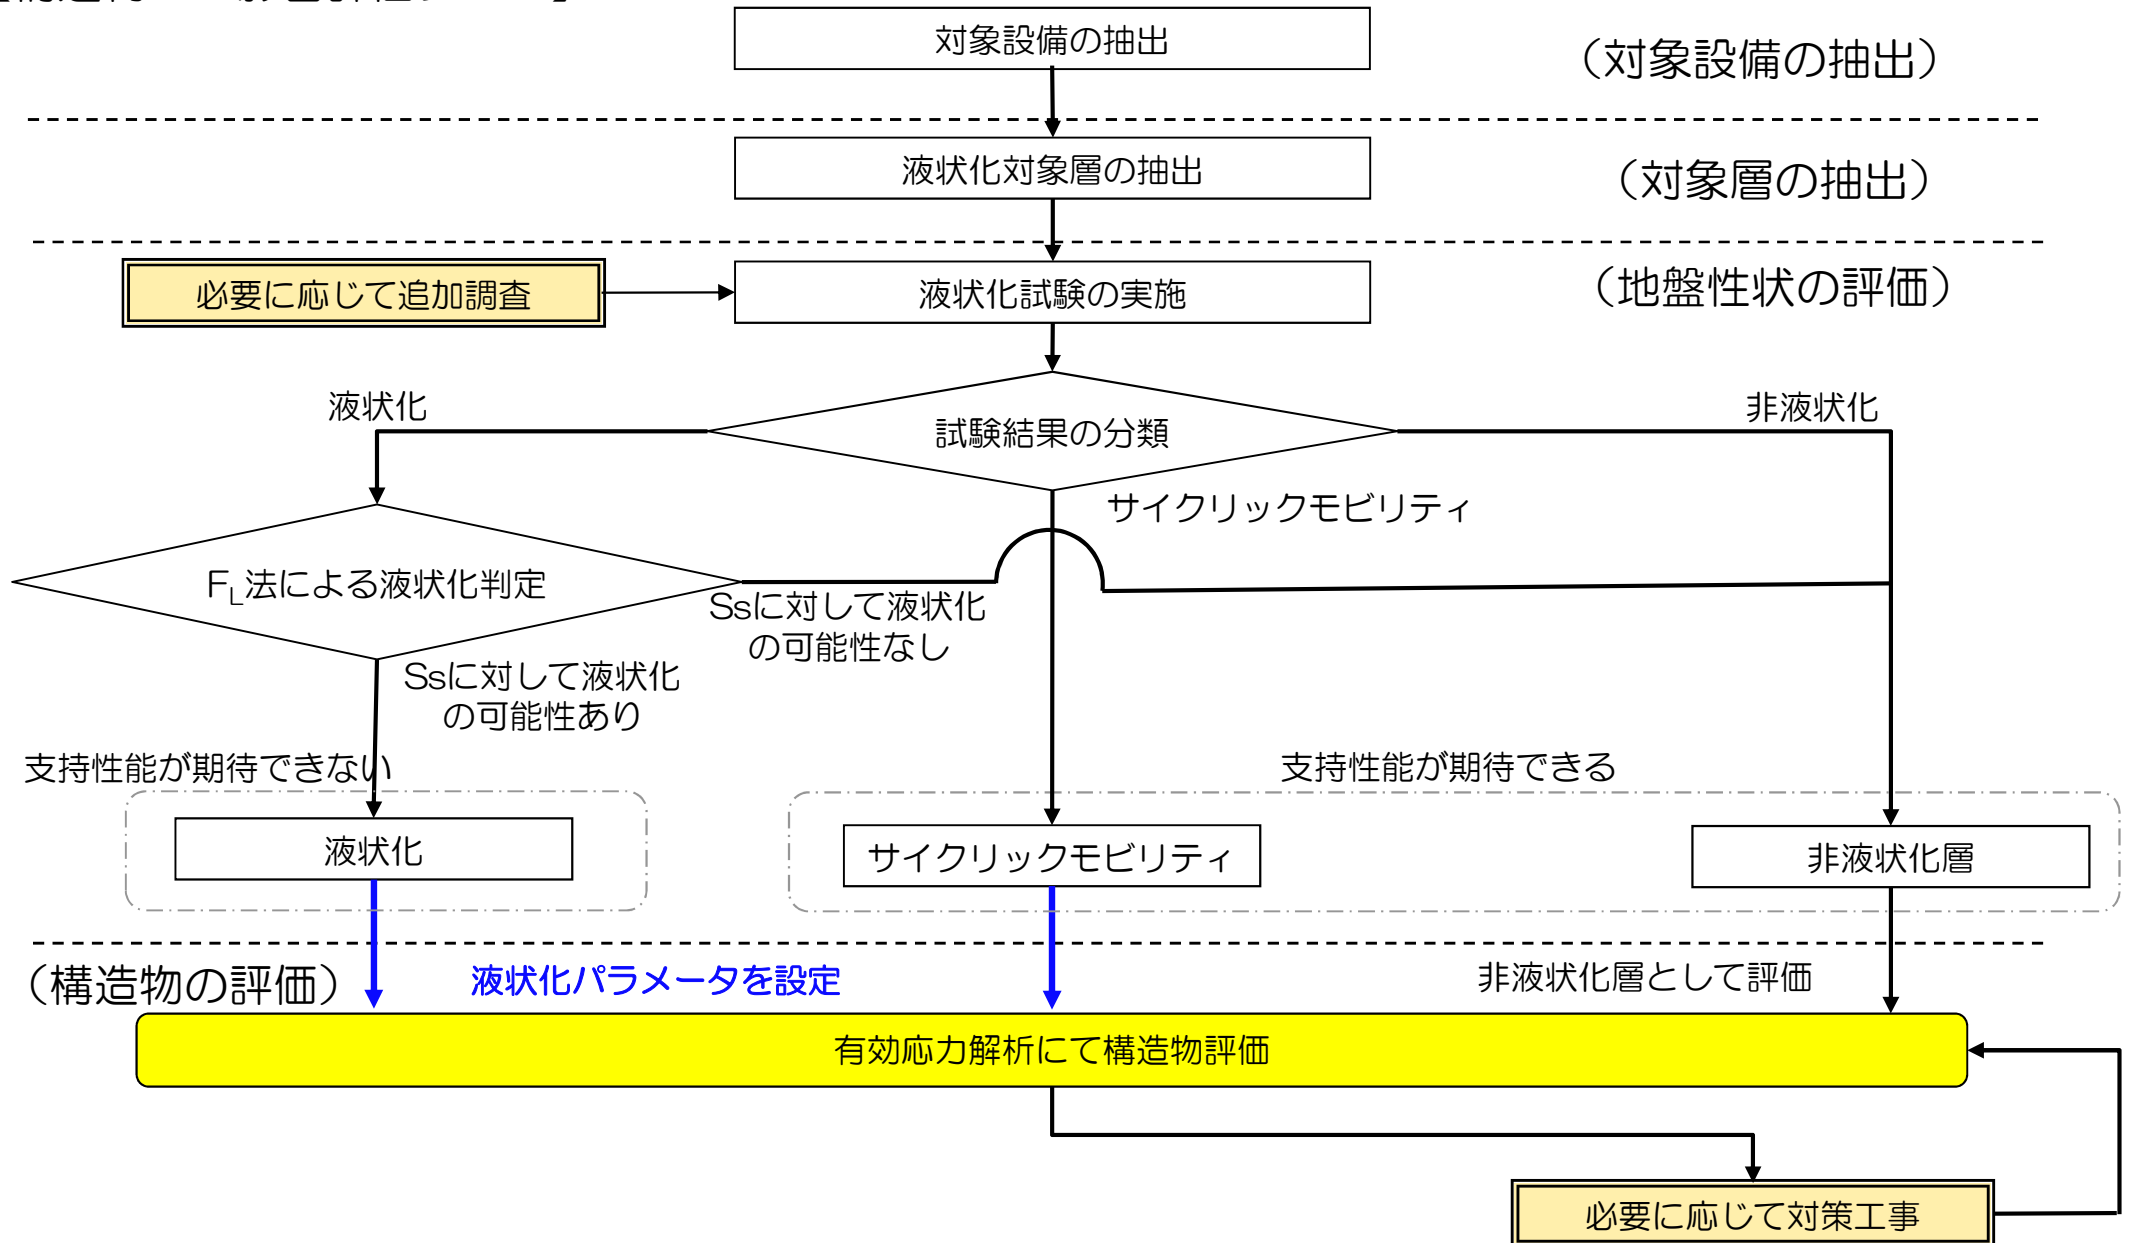 対象設備の抽出
（対象設備の抽出）
液状化対象層の抽出
（対象層の抽出）
必要に応じて追加調査
液状化試験の実施
（地盤性状の評価）
液状化
試験結果の分類
非液状化
サイクリックモビリティ
FL法による液状化判定
Ssに対して液状化
の可能性なし
Ssに対して液状化
の可能性あり
支持性能が期待できない
支持性能が期待できる
液状化
サイクリックモビリティ
非液状化層
（構造物の評価）
液状化パラメータを設定
非液状化層として評価
有効応力解析にて構造物評価
必要に応じて対策工事